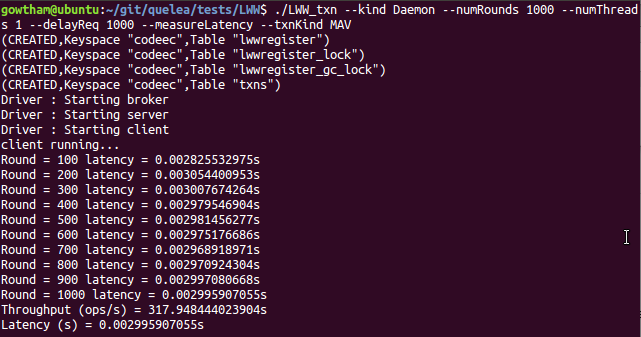 gowtham@ubuntu:~/git/quelea/tests/LWW$ ./LWW_txn --kind Daemon --numRounds 1000 --numThread
s 1 --delayReq 1000 --measureLatency --txnKind MAV
(CREATED,Keyspace "codeec",Table "lwwregister")
(CREATED,Keyspace "codeec",Table "lwwregister_lock")
(CREATED,Keyspace "codeec",Table "lwwregister_gc_lock")
(CREATED,Keyspace "codeec",Table "txns")
Driver : Starting broker
Driver : Starting server
Driver : Starting client
client running...
Round = 100 latency = 0.002825532975s
Round = 200 latency = 0.003054400953s
Round = 300 latency = 0.003007674264s
Round = 400 latency = 0.002979546904s
Round = 500 latency = 0.002981456277s
Round = 600 latency = 0.002975176686s
Round = 700 latency = 0.002968918971s
Round = 800 latency = 0.002970924304s
Round = 900 latency = 0.002997080668s
Round = 1000 latency = 0.002995907055s
Throughput (ops/s) = 317.948444023904s
Latency (s) = 0.002995907055s